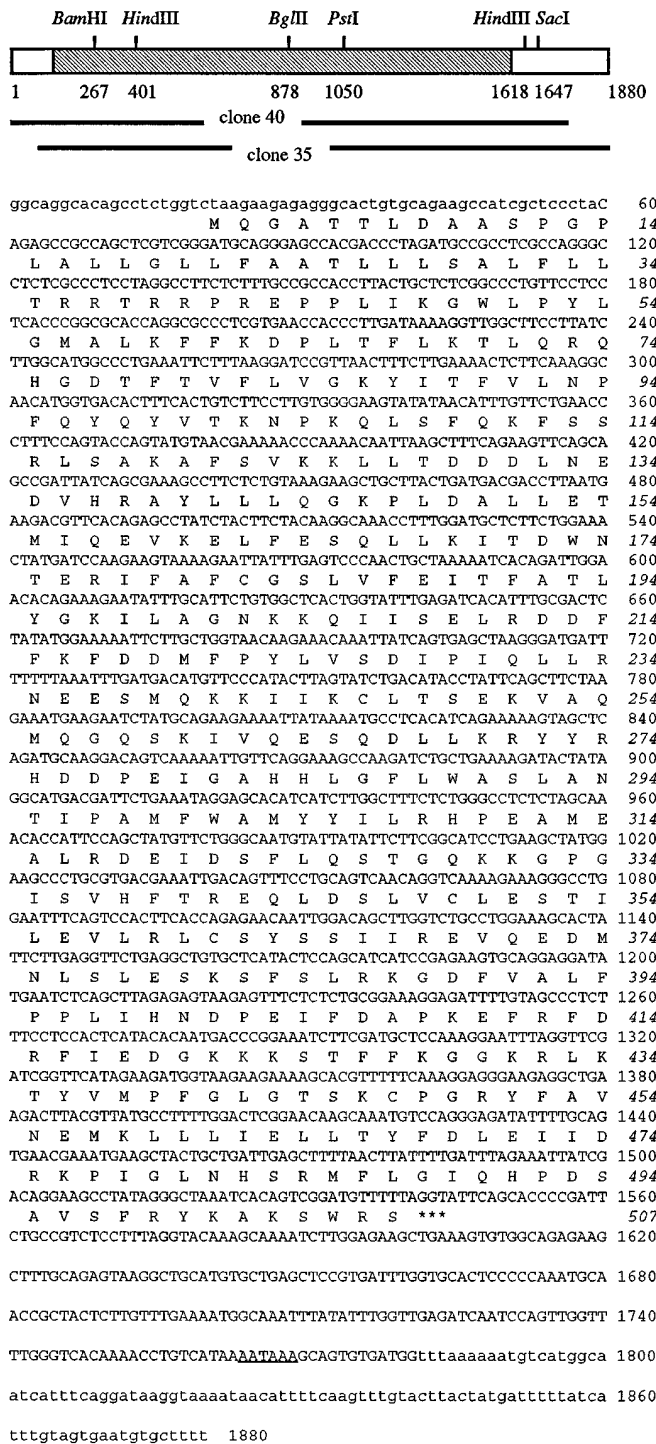 BamHI HindIII BglII PstI HindIII SacI
1 267 401 878 1050 1618 1647 1880
clone 40
clone 35
ggcaggcacagcctctggtctaagaagagagggcactgtgcagaagccatcgctccctaC 60
M Q G A T T L D A A S P G P 14
AGAGCCGCCAGCTCGTCGGGATGCAGGGAGCCACGACCCTAGATGCCGCCTCGCCAGGGC 120
L A L L G L L F A A T L L L S A L F L L 34
CTCTCGCCCTCCTAGGCCTTCTCTTTGCCGCCACCTTACTGCTCTCGGCCCTGTTCCTCC 180
T R R T R R P R E P P L I K G W L P Y L 54
TCACCCGGCGCACCAGGCGCCCTCGTGAACCACCCTTGATAAAAGGTTGGCTTCCTTATC 240
G M A L K F F K D P L T F L K T L Q R Q 74
TTGGCATGGCCCTGAAATTCTTTAAGGATCCGTTAACTTTCTTGAAAACTCTTCAAAGGC 300
H G D T F T V F L V G K Y I T F V L N P 94
AACATGGTGACACTTTCACTGTCTTCCTTGTGGGGAAGTATATAACATTTGTTCTGAACC 360
F Q Y Q Y V T K N P K Q L S F Q K F S S 114
CTTTCCAGTACCAGTATGTAACGAAAAACCCAAAACAATTAAGCTTTCAGAAGTTCAGCA 420
R L S A K A F S V K K L L T D D D L N E 134
GCCGATTATCAGCGAAAGCCTTCTCTGTAAAGAAGCTGCTTACTGATGACGACCTTAATG 480
D V H R A Y L L L Q G K P L D A L L E T 154
AAGACGTTCACAGAGCCTATCTACTTCTACAAGGCAAACCTTTGGATGCTCTTCTGGAAA 540
M I Q E V K E L F E S Q L L K I T D W N 174
CTATGATCCAAGAAGTAAAAGAATTATTTGAGTCCCAACTGCTAAAAATCACAGATTGGA 600
T E R I F A F C G S L V F E I T F A T L 194
ACACAGAAAGAATATTTGCATTCTGTGGCTCACTGGTATTTGAGATCACATTTGCGACTC 660
Y G K I L A G N K K Q I I S E L R D D F 214
TATATGGAAAAATTCTTGCTGGTAACAAGAAACAAATTATCAGTGAGCTAAGGGATGATT 720
F K F D D M F P Y L V S D I P I Q L L R 234
TTTTTAAATTTGATGACATGTTCCCATACTTAGTATCTGACATACCTATTCAGCTTCTAA 780
N E E S M Q K K I I K C L T S E K V A Q 254
GAAATGAAGAATCTATGCAGAAGAAAATTATAAAATGCCTCACATCAGAAAAAGTAGCTC 840
M Q G Q S K I V Q E S Q D L L K R Y Y R 274
AGATGCAAGGACAGTCAAAAATTGTTCAGGAAAGCCAAGATCTGCTGAAAAGATACTATA 900
H D D P E I G A H H L G F L W A S L A N 294
GGCATGACGATTCTGAAATAGGAGCACATCATCTTGGCTTTCTCTGGGCCTCTCTAGCAA 960
T I P A M F W A M Y Y I L R H P E A M E 314
ACACCATTCCAGCTATGTTCTGGGCAATGTATTATATTCTTCGGCATCCTGAAGCTATGG 1020
A L R D E I D S F L Q S T G Q K K G P G 334
AAGCCCTGCGTGACGAAATTGACAGTTTCCTGCAGTCAACAGGTCAAAAGAAAGGGCCTG 1080
I S V H F T R E Q L D S L V C L E S T I 354
GAATTTCAGTCCACTTCACCAGAGAACAATTGGACAGCTTGGTCTGCCTGGAAAGCACTA 1140
L E V L R L C S Y S S I I R E V Q E D M 374
TTCTTGAGGTTCTGAGGCTGTGCTCATACTCCAGCATCATCCGAGAAGTGCAGGAGGATA 1200
N L S L E S K S F S L R K G D F V A L F 394
TGAATCTCAGCTTAGAGAGTAAGAGTTTCTCTCTGCGGAAAGGAGATTTTGTAGCCCTCT 1260
P P L I H N D P E I F D A P K E F R F D 414
TTCCTCCACTCATACACAATGACCCGGAAATCTTCGATGCTCCAAAGGAATTTAGGTTCG 1320
R F I E D G K K K S T F F K G G K R L K 434
ATCGGTTCATAGAAGATGGTAAGAAGAAAAGCACGTTTTTCAAAGGAGGGAAGAGGCTGA 1380
T Y V M P F G L G T S K C P G R Y F A V 454
AGACTTACGTTATGCCTTTTGGACTCGGAACAAGCAAATGTCCAGGGAGATATTTTGCAG 1440
N E M K L L L I E L L T Y F D L E I I D 474
TGAACGAAATGAAGCTACTGCTGATTGAGCTTTTAACTTATTTTGATTTAGAAATTATCG 1500
R K P I G L N H S R M F L G I Q H P D S 494
ACAGGAAGCCTATAGGGCTAAATCACAGTCGGATGTTTTTAGGTATTCAGCACCCCGATT 1560
A V S F R Y K A K S W R S *** 507
CTGCCGTCTCCTTTAGGTACAAAGCAAAATCTTGGAGAAGCTGAAAGTGTGGCAGAGAAG 1620
CTTTGCAGAGTAAGGCTGCATGTGCTGAGCTCCGTGATTTGGTGCACTCCCCCAAATGCA 1680
ACCGCTACTCTTGTTTGAAAATGGCAAATTTATATTTGGTTGAGATCAATCCAGTTGGTT 1740
TTGGGTCACAAAACCTGTCATAAAATAAAGCAGTGTGATGGtttaaaaaatgtcatggca 1800
atcatttcaggataaggtaaaataacattttcaagtttgtacttactatgatttttatca 1860
tttgtagtgaatgtgctttt 1880